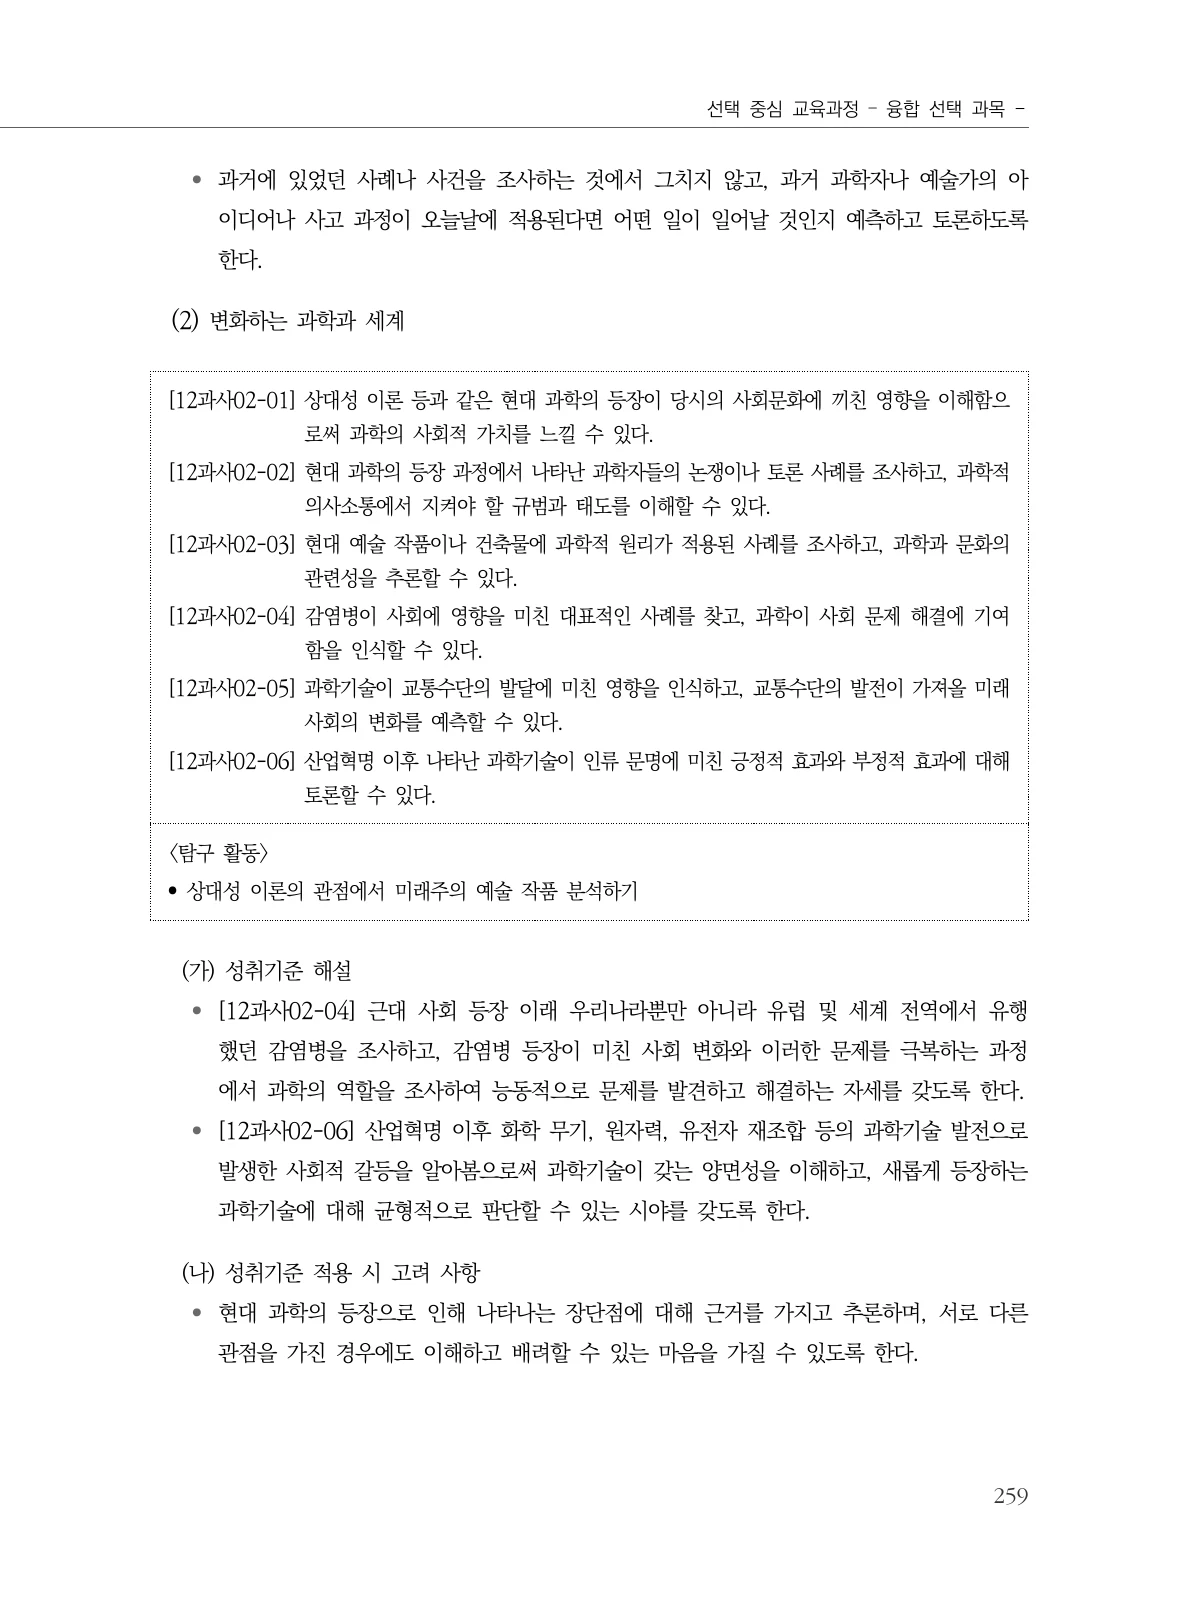 선택 중심 교육과정 - 융합 선택 과목 -
• 과거에 있었던 사례나 사건을 조사하는 것에서 그치지 않고, 과거 과학자나 예술가의 아
이디어나 사고 과정이 오늘날에 적용된다면 어떤 일이 일어날 것인지 예측하고 토론하도록
한다.
(2) 변화하는 과학과 세계
[12과사02-01] 상대성 이론 등과 같은 현대 과학의 등장이 당시의 사회문화에 끼친 영향을 이해함으
로써 과학의 사회적 가치를 느낄 수 있다.
[12과사02-02] 현대 과학의 등장 과정에서 나타난 과학자들의 논쟁이나 토론 사례를 조사하고, 과학적
의사소통에서 지켜야 할 규범과 태도를 이해할 수 있다.
[12과사02-03] 현대 예술 작품이나 건축물에 과학적 원리가 적용된 사례를 조사하고, 과학과 문화의
관련성을 추론할 수 있다.
[12과사02-04] 감염병이 사회에 영향을 미친 대표적인 사례를 찾고, 과학이 사회 문제 해결에 기여
함을 인식할 수 있다.
[12과사02-05] 과학기술이 교통수단의 발달에 미친 영향을 인식하고, 교통수단의 발전이 가져올 미래
사회의 변화를 예측할 수 있다.
[12과사02-06] 산업혁명 이후 나타난 과학기술이 인류 문명에 미친 긍정적 효과와 부정적 효과에 대해
토론할 수 있다.
〈탐구 활동〉
• 상대성 이론의 관점에서 미래주의 예술 작품 분석하기
(가) 성취기준 해설
• [12과사02-04] 근대 사회 등장 이래 우리나라뿐만 아니라 유럽 및 세계 전역에서 유행
했던 감염병을 조사하고, 감염병 등장이 미친 사회 변화와 이러한 문제를 극복하는 과정
에서 과학의 역할을 조사하여 능동적으로 문제를 발견하고 해결하는 자세를 갖도록 한다.
• [12과사02-06] 산업혁명 이후 화학 무기, 원자력, 유전자 재조합 등의 과학기술 발전으로
발생한 사회적 갈등을 알아봄으로써 과학기술이 갖는 양면성을 이해하고, 새롭게 등장하는
과학기술에 대해 균형적으로 판단할 수 있는 시야를 갖도록 한다.
(나) 성취기준 적용 시 고려 사항
• 현대 과학의 등장으로 인해 나타나는 장단점에 대해 근거를 가지고 추론하며, 서로 다른
관점을 가진 경우에도 이해하고 배려할 수 있는 마음을 가질 수 있도록 한다.
259